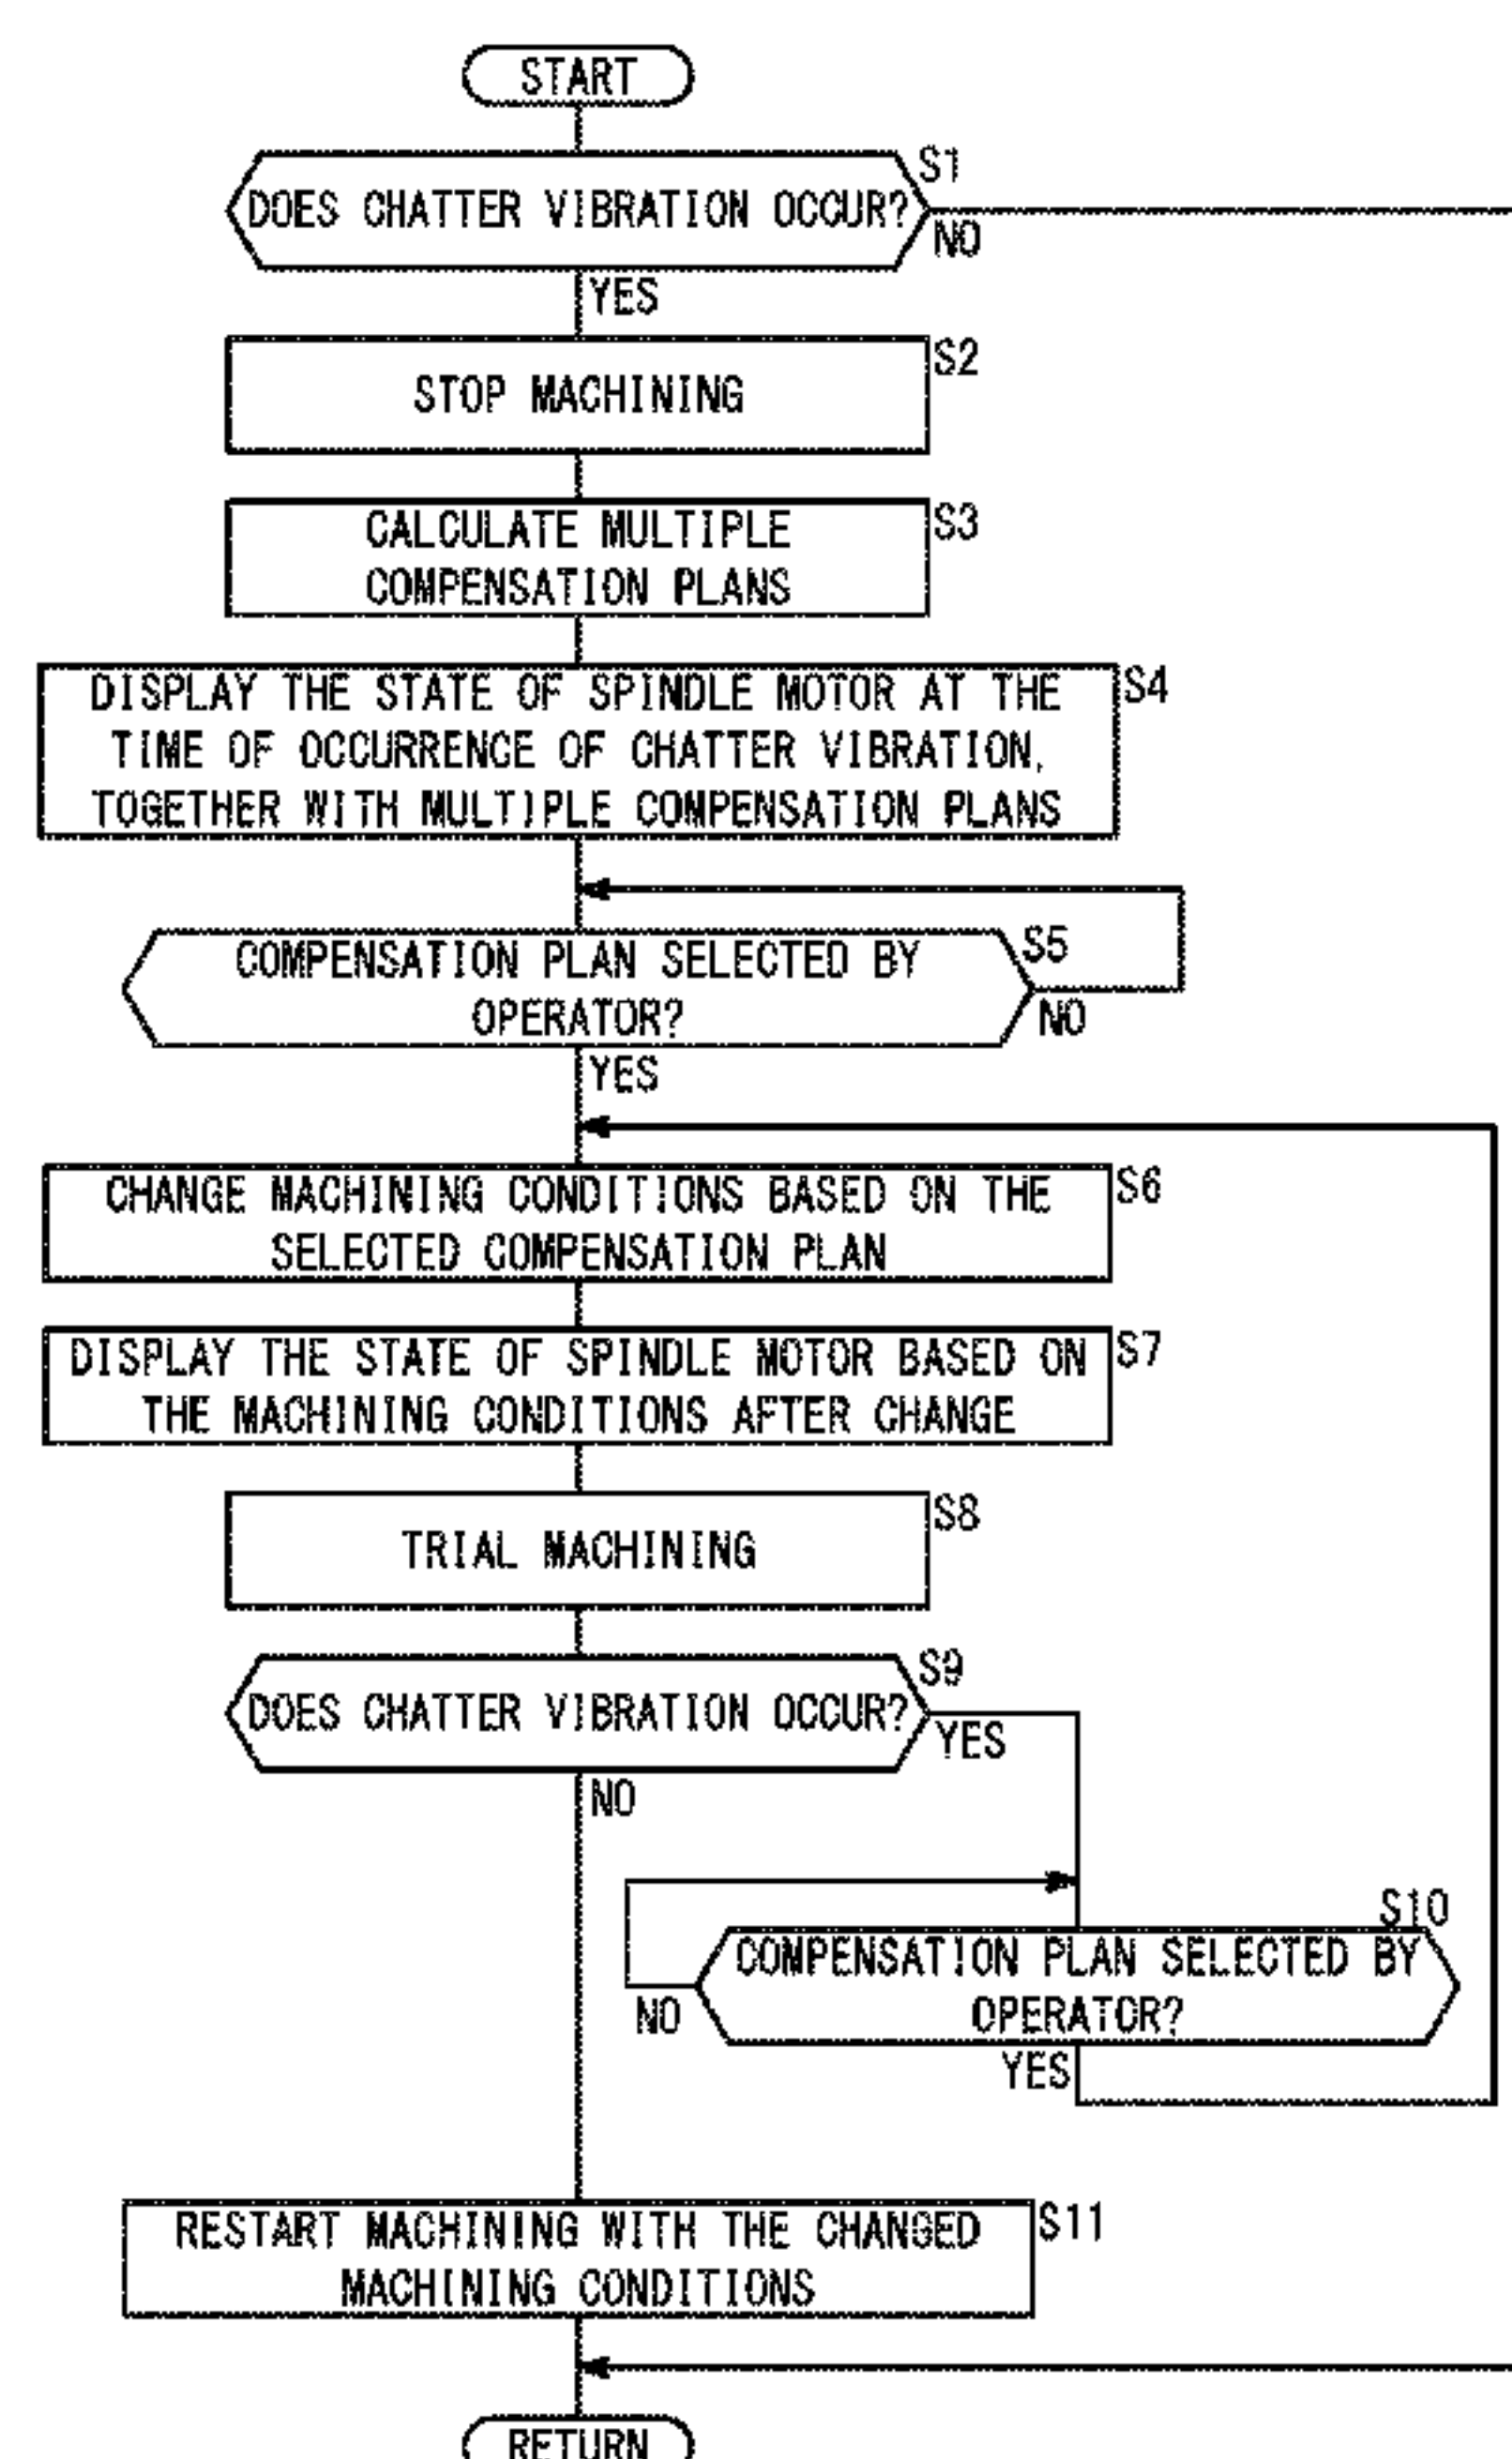 START
S1
DOES CHATTER VIBRATION OCCUR?
NO
YES
S2
STOP MACHINING
S3
CALCULATE MULTIPLE
COMPENSATION PLANS
S4
DISPLAY THE STATE OF SPINDLE MOTOR AT THE
TIME OF OCCURRENCE OF CHATTER VIBRATION,
TOGETHER WITH MULTIPLE COMPENSATION PLANS
S5
COMPENSATION PLAN SELECTED BY
OPERATOR?
NO
YES
S6
CHANGE MACHINING CONDITIONS BASED ON THE
SELECTED COMPENSATION PLAN
S7
DISPLAY THE STATE OF SPINDLE MOTOR BASED ON
THE MACHINING CONDITIONS AFTER CHANGE
S8
TRIAL MACHINING
S9
DOES CHATTER VIBRATION OCCUR?
YES
NO
S10
COMPENSATION PLAN SELECTED BY
OPERATOR?
NO
YES
S11
RESTART MACHINING WITH THE CHANGED
MACHINING CONDITIONS
RETURN